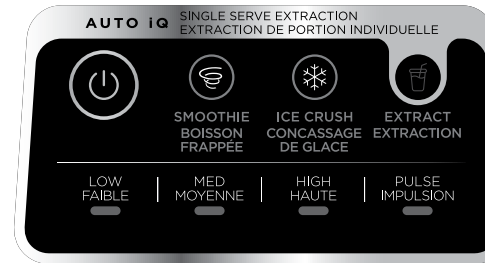 AUTO iQ
SINGLE SERVE EXTRACTION
EXTRACTION DE PORTION INDIVIDUELLE
SMOOTHIE
BOISSON
FRAPPÉE
ICE CRUSH
CONCASSAGE
DE GLACE
EXTRACT
EXTRACTION
LOW
FAIBLE
MED
MOYENNE
HIGH
HAUTE
PULSE
IMPULSION